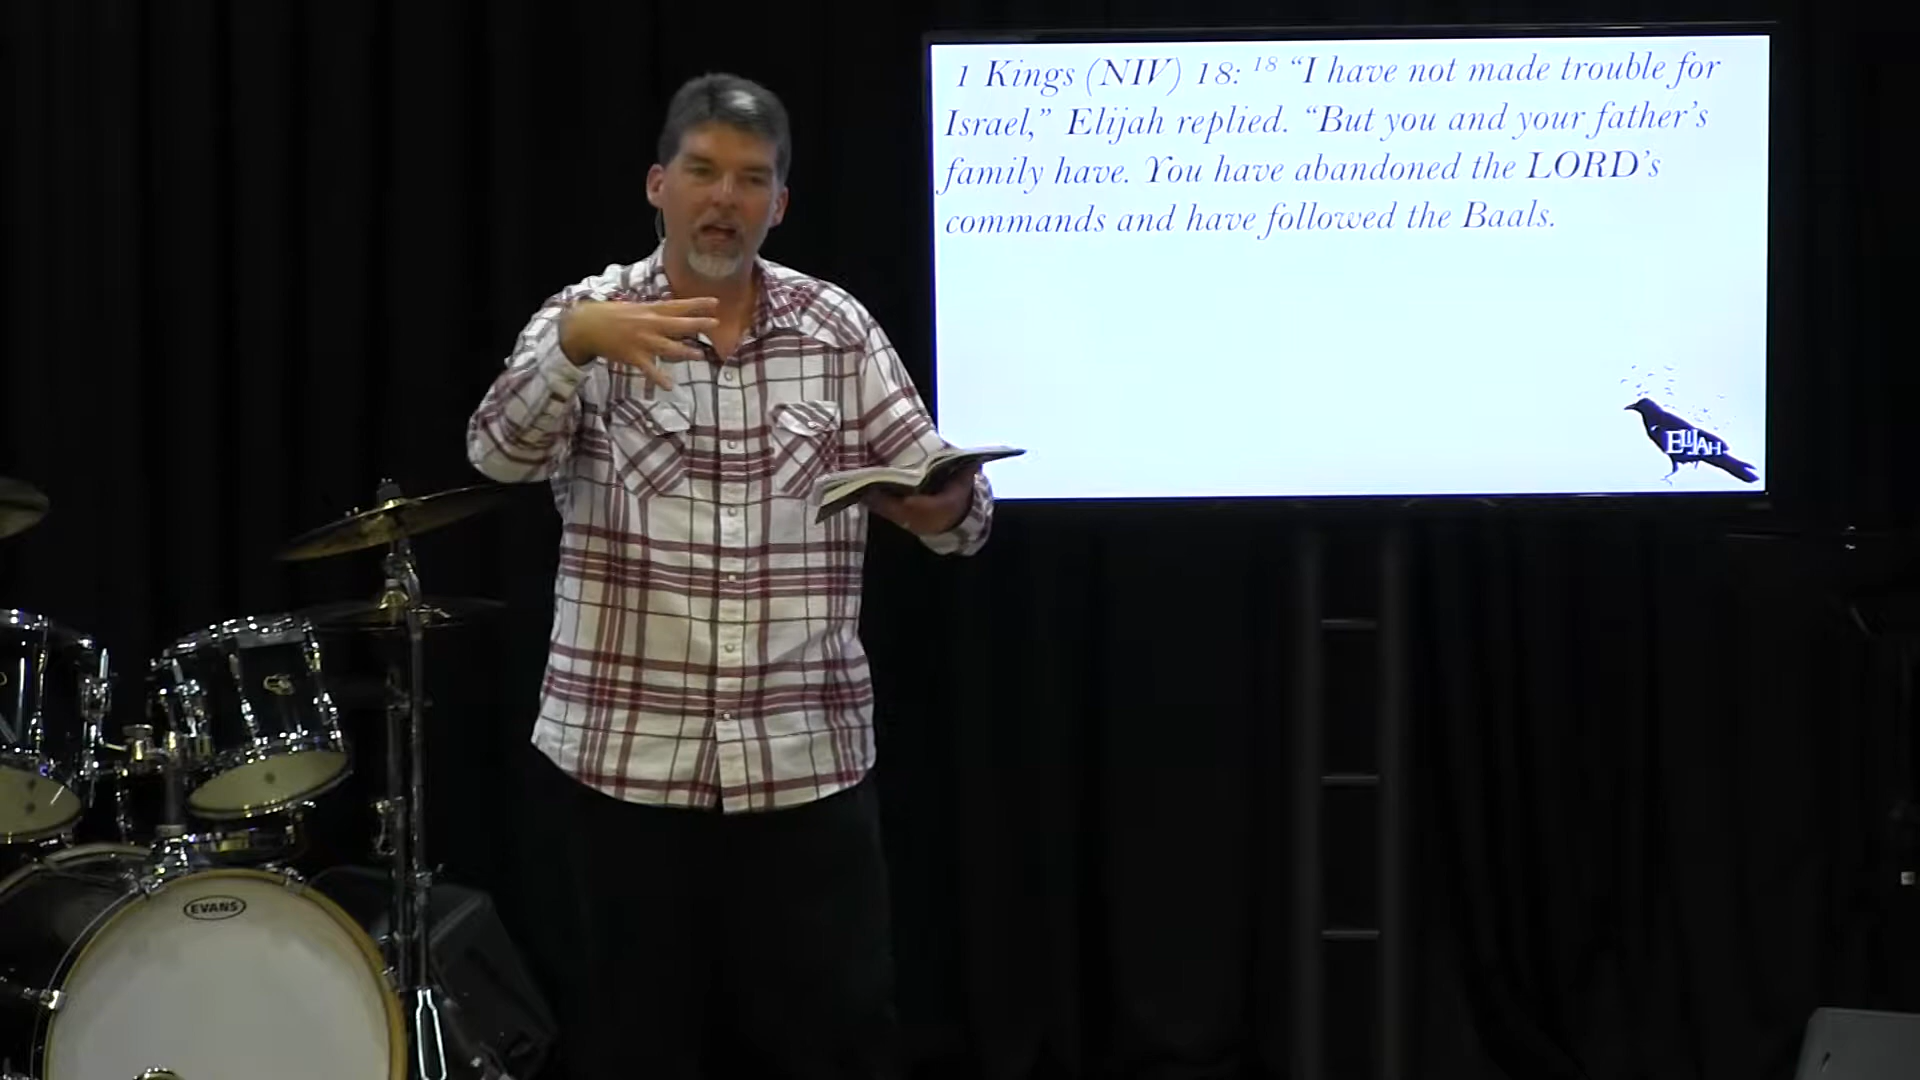 1 Kings (NIV) 18: 18 “I have not made trouble for
Israel,” Elijah replied. “But you and your father’s
family have. You have abandoned the LORD’s
commands and have followed the Baals.
ELIJAH
EVANS